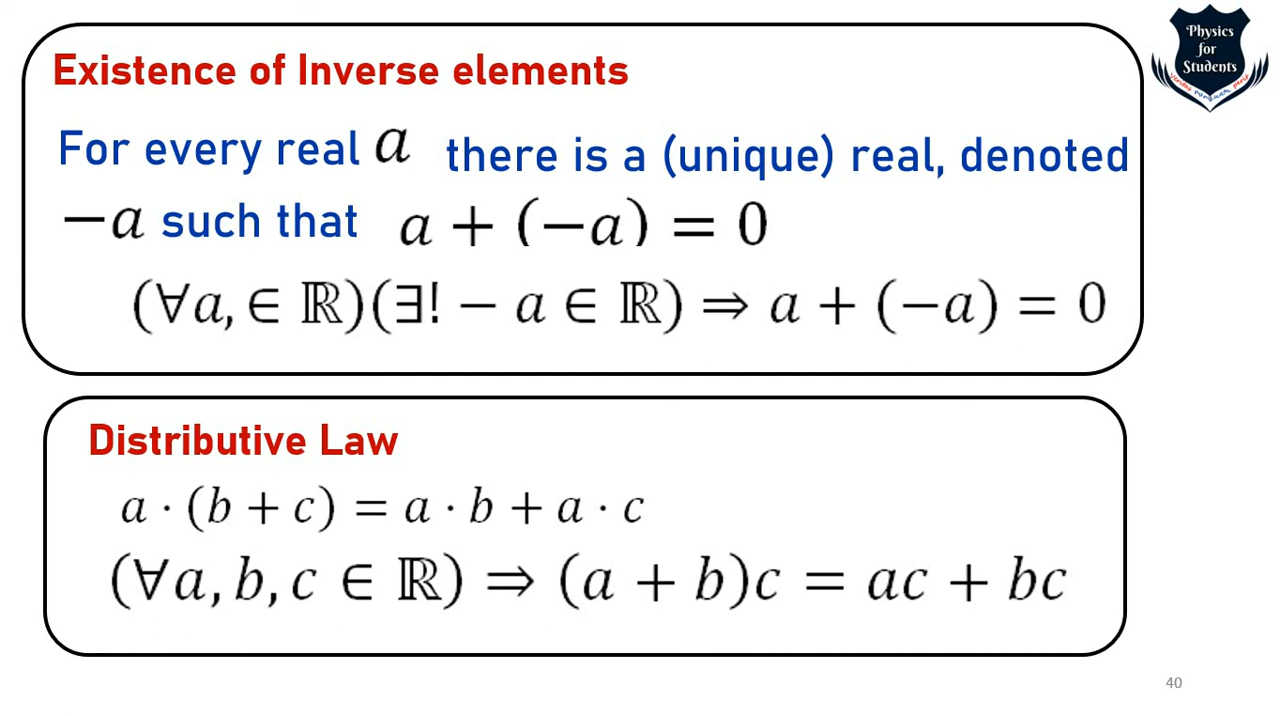 Physics
for
Students
Existence of Inverse elements
For every real a there is a (unique) real, denoted
−a such that a + (−a) = 0
(∀a, ∈ ℝ)(∃! − a ∈ ℝ) ⇒ a + (−a) = 0
Distributive Law
a · (b + c) = a · b + a · c
(∀a, b, c ∈ ℝ) ⇒ (a + b)c = ac + bc
40